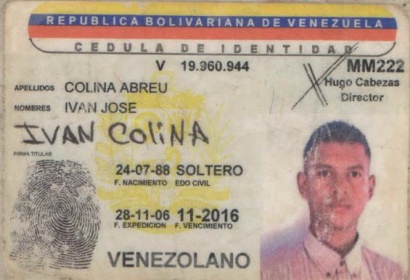 REPUBLICA BOLIVARIANA DE VENEZUELA
CEDULA DE IDENTIDAD
V 19.960.944
MM222
Hugo Cabezas
Director
APELLIDOS COLINA ABREU
NOMBRES IVAN JOSE
IVAN COLINA
FIRMA TITULAR
24-07-88 SOLTERO
F. NACIMIENTO EDO CIVIL
28-11-06 11-2016
F. EXPEDICION F. VENCIMIENTO
VENEZOLANO